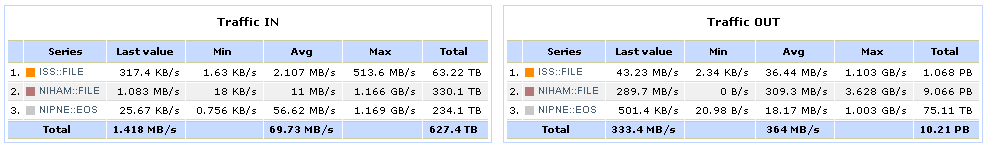 Traffic IN
Series Last value Min Avg Max Total
1. ISS::FILE 317.4 KB/s 1.63 KB/s 2.107 MB/s 513.6 MB/s 63.22 TB
2. NIHAM::FILE 1.083 MB/s 18 KB/s 11 MB/s 1.166 GB/s 330.1 TB
3. NIPNE::EOS 25.67 KB/s 0.756 KB/s 56.62 MB/s 1.169 GB/s 234.1 TB
Total 1.418 MB/s 69.73 MB/s 627.4 TB
Traffic OUT
Series Last value Min Avg Max Total
1. ISS::FILE 43.23 MB/s 2.34 KB/s 36.44 MB/s 1.103 GB/s 1.068 PB
2. NIHAM::FILE 289.7 MB/s 0 B/s 309.3 MB/s 3.628 GB/s 9.066 PB
3. NIPNE::EOS 501.4 KB/s 20.98 B/s 18.17 MB/s 1.003 GB/s 75.11 TB
Total 333.4 MB/s 364 MB/s 10.21 PB